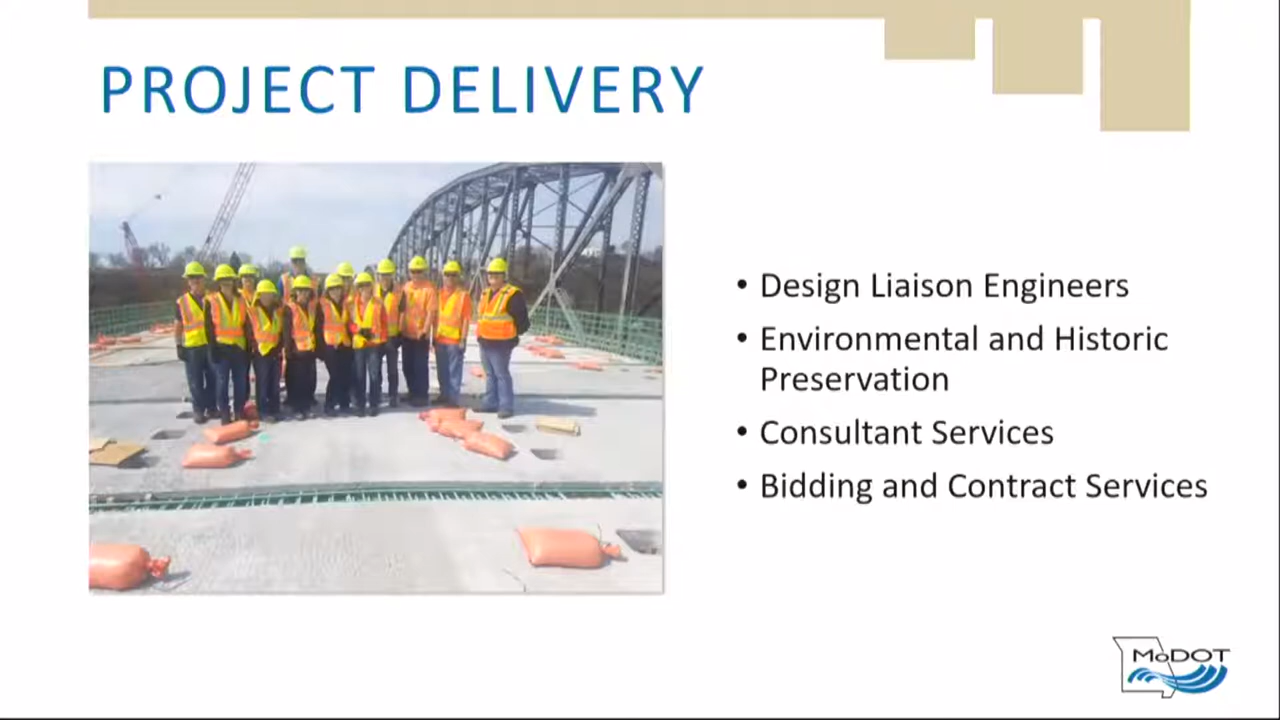 PROJECT DELIVERY
• Design Liaison Engineers
• Environmental and Historic
Preservation
• Consultant Services
• Bidding and Contract Services
MoDOT